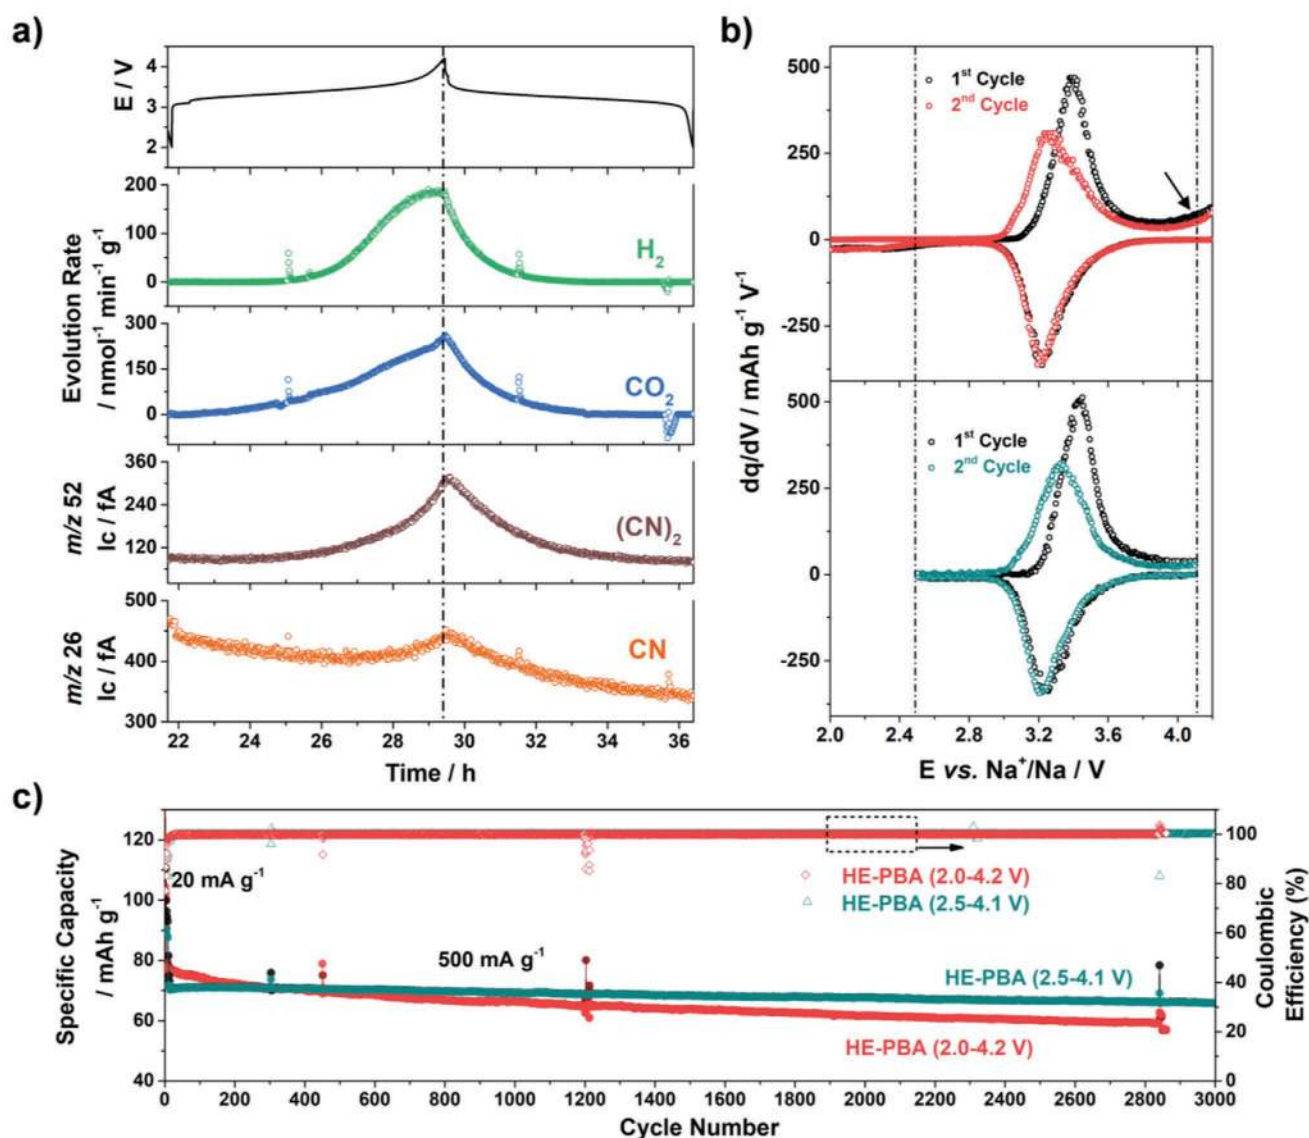 a)
E / V
4
3
2
Evolution Rate
/ nmol⁻¹ min⁻¹ g⁻¹
200
100
0
H₂
300
150
0
CO₂
m/z 52
Ic / fA
360
240
120
(CN)₂
m/z 26
Ic / fA
500
400
300
CN
22 24 26 28 30 32 34 36
Time / h
b)
dq/dV / mAh g⁻¹ V⁻¹
500
250
0
-250
1st Cycle
2nd Cycle
500
250
0
-250
1st Cycle
2nd Cycle
2.0 2.8 3.2 3.6 4.0
E vs. Na⁺/Na / V
c)
Specific Capacity
/ mAh g⁻¹
120
100
80
60
40
20 mA g⁻¹
500 mA g⁻¹
HE-PBA (2.0-4.2 V)
HE-PBA (2.5-4.1 V)
HE-PBA (2.5-4.1 V)
HE-PBA (2.0-4.2 V)
100
80
60
40
20
0
Coulombic
Efficiency (%)
0 200 400 600 800 1000 1200 1400 1600 1800 2000 2200 2400 2600 2800 3000
Cycle Number